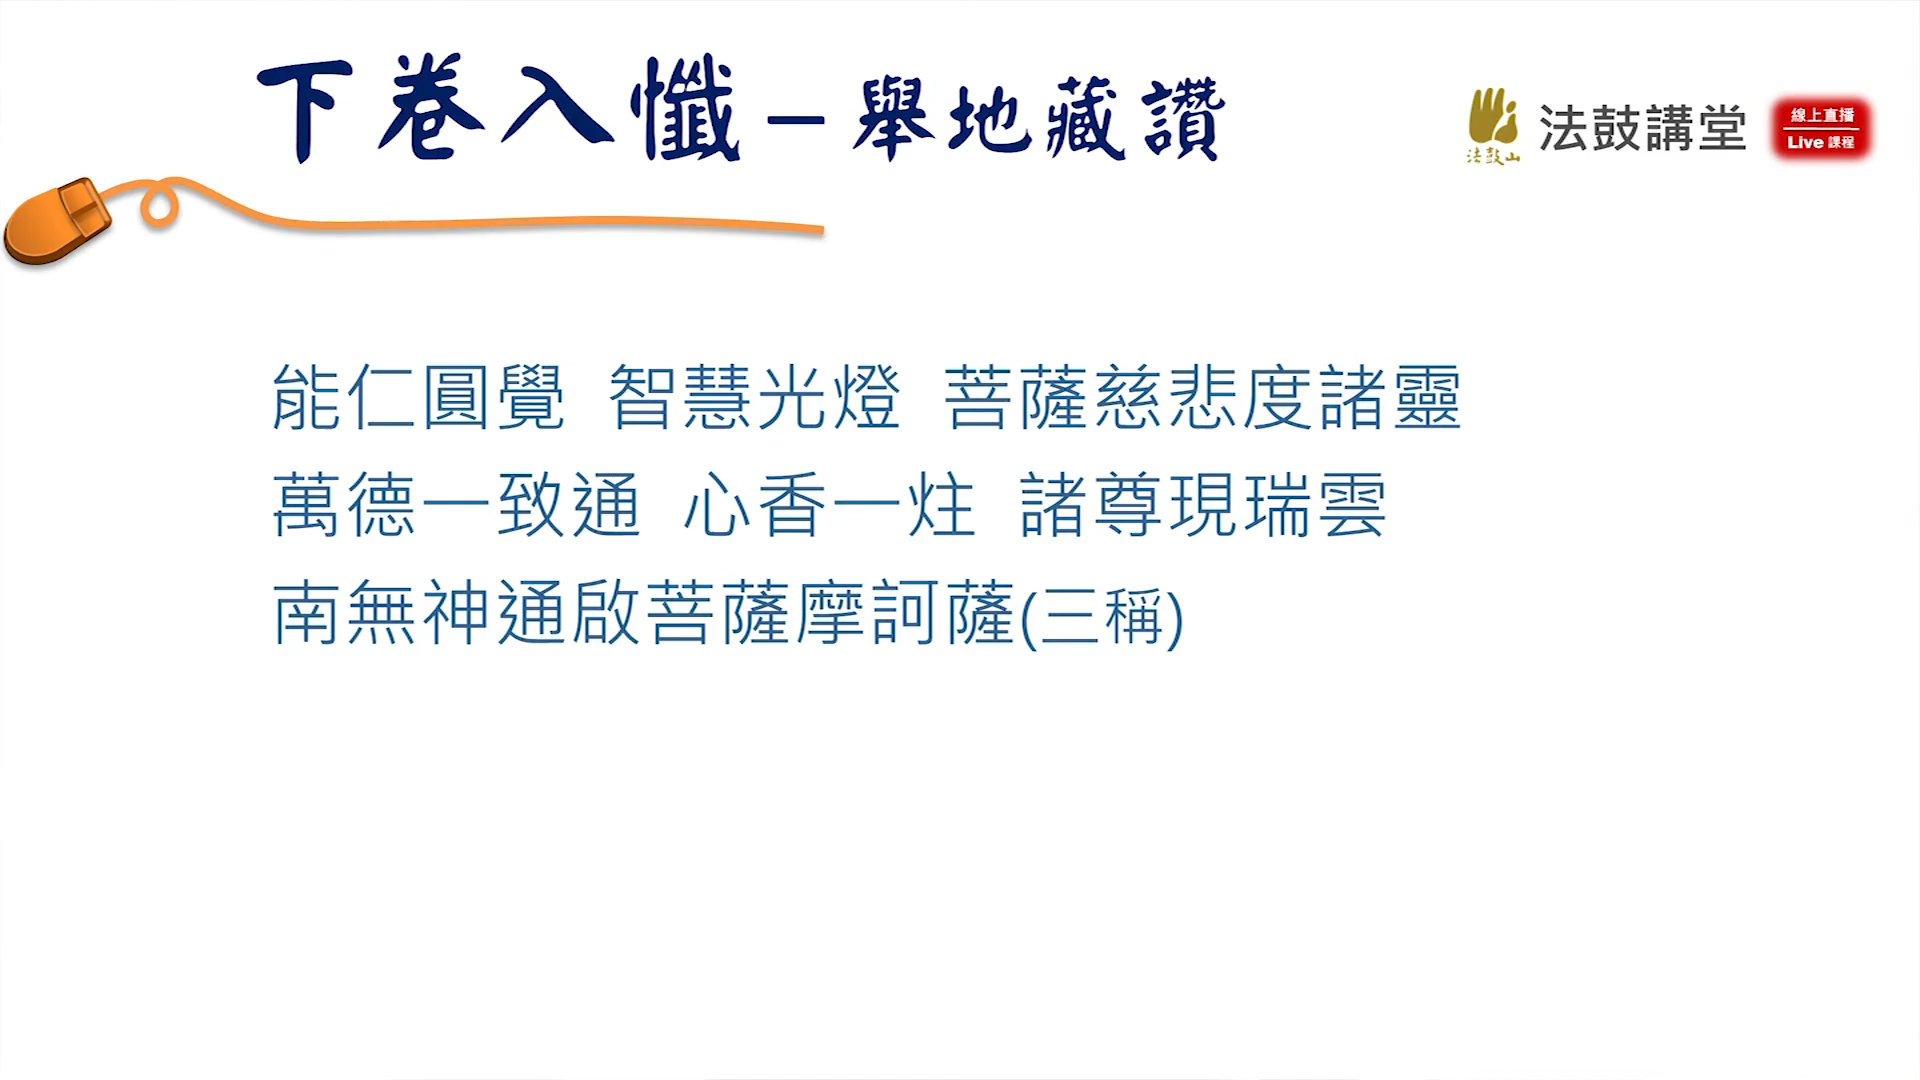 下卷入懺–舉地藏讚
法鼓山
法鼓講堂
線上直播
Live 課程
能仁圓覺 智慧光燈 菩薩慈悲度諸靈
萬德一致通 心香一炷 諸尊現瑞雲
南無神通啟菩薩摩訶薩(三稱)